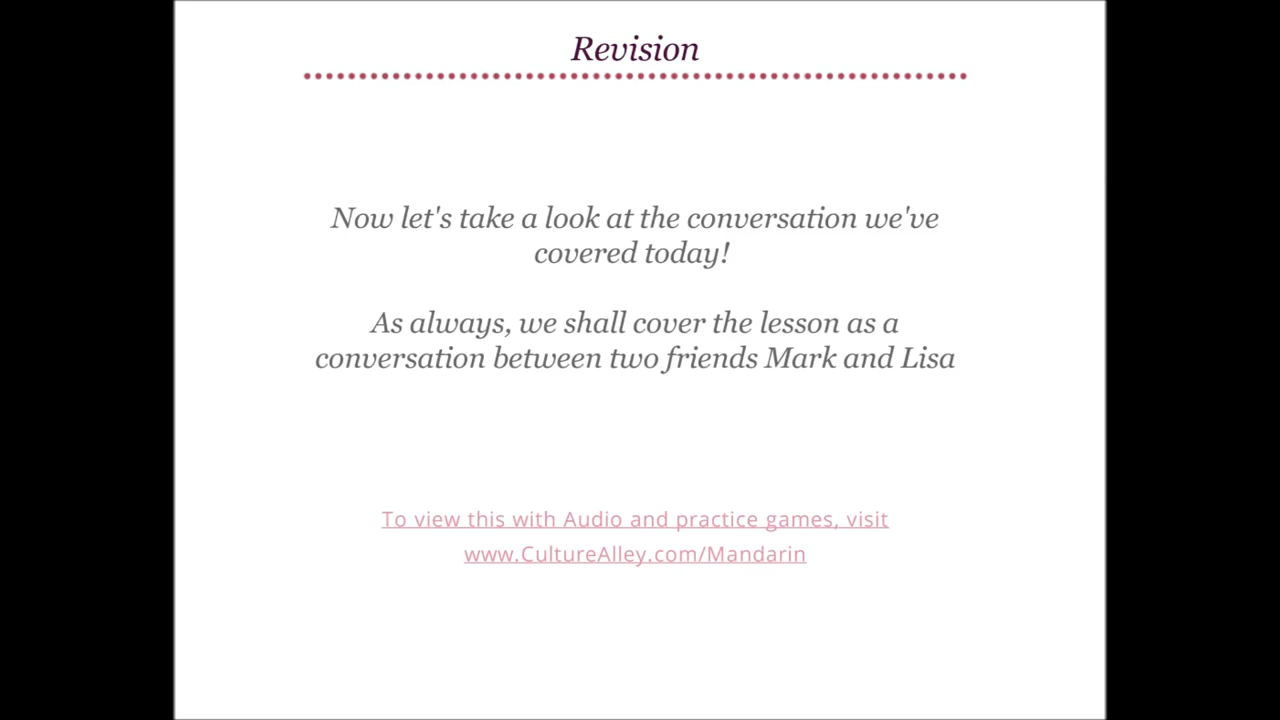 Revision
Now let's take a look at the conversation we've
covered today!
As always, we shall cover the lesson as a
conversation between two friends Mark and Lisa
To view this with Audio and practice games, visit
www.CultureAlley.com/Mandarin